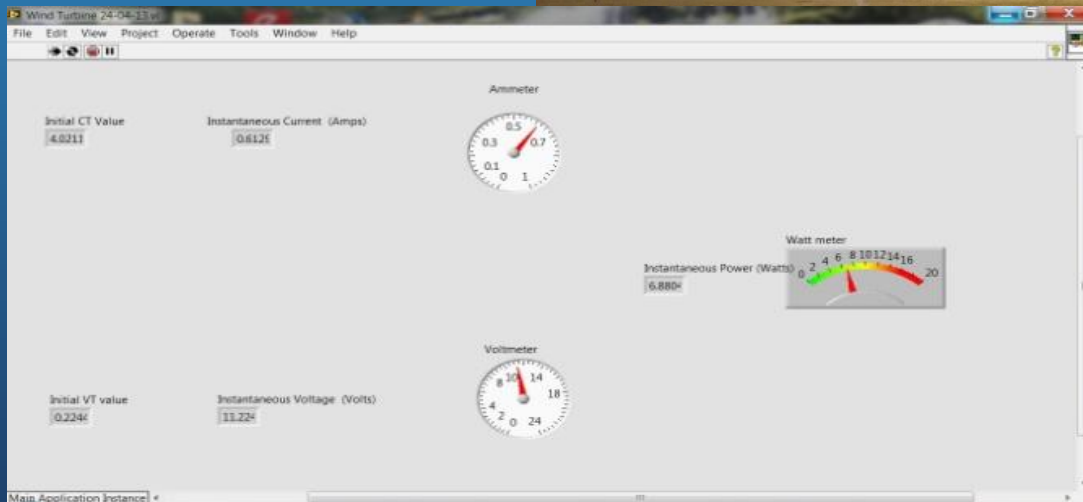 Wind Turbine 24-04-13.vi
File Edit View Project Operate Tools Window Help
Ammeter
Initial CT Value
Instantaneous Current (Amps)
4.0211
0.6129
0 0.1 0.3 0.5 0.7 1
Watt meter
Instantaneous Power (Watts)
6.8804
0 2 4 6 8 10 12 14 16 20
Voltmeter
Initial VT value
Instantaneous Voltage (Volts)
0.2244
11.224
0 2 4 8 10 14 18 24
Main Application Instance